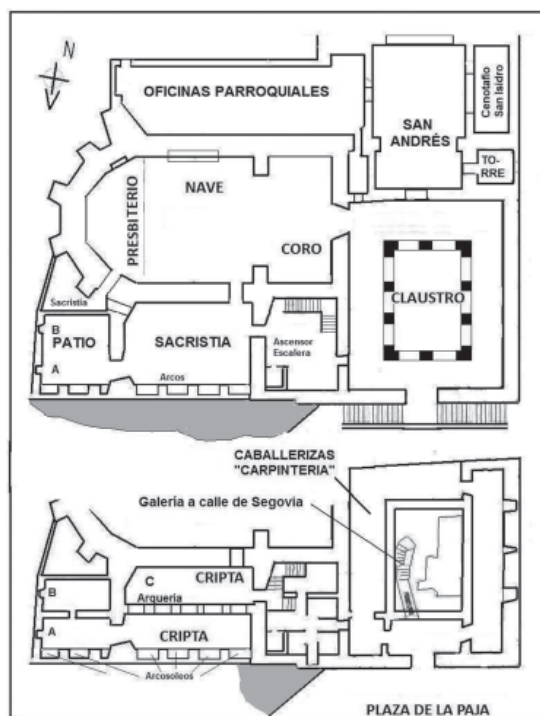 N
OFICINAS PARROQUIALES
SAN
ANDRÉS
Cenotafio
San Isidro
TO-
RRE
NAVE
PRESBITERIO
CORO
CLAUSTRO
Sacristia
B
PATIO
A
SACRISTIA
Arcos
Ascensor
Escalera
CABALLERIZAS
"CARPINTERIA"
Galería a calle de Segovia
C
CRIPTA
Arquería
B
A
CRIPTA
Arcosoleos
PLAZA DE LA PAJA